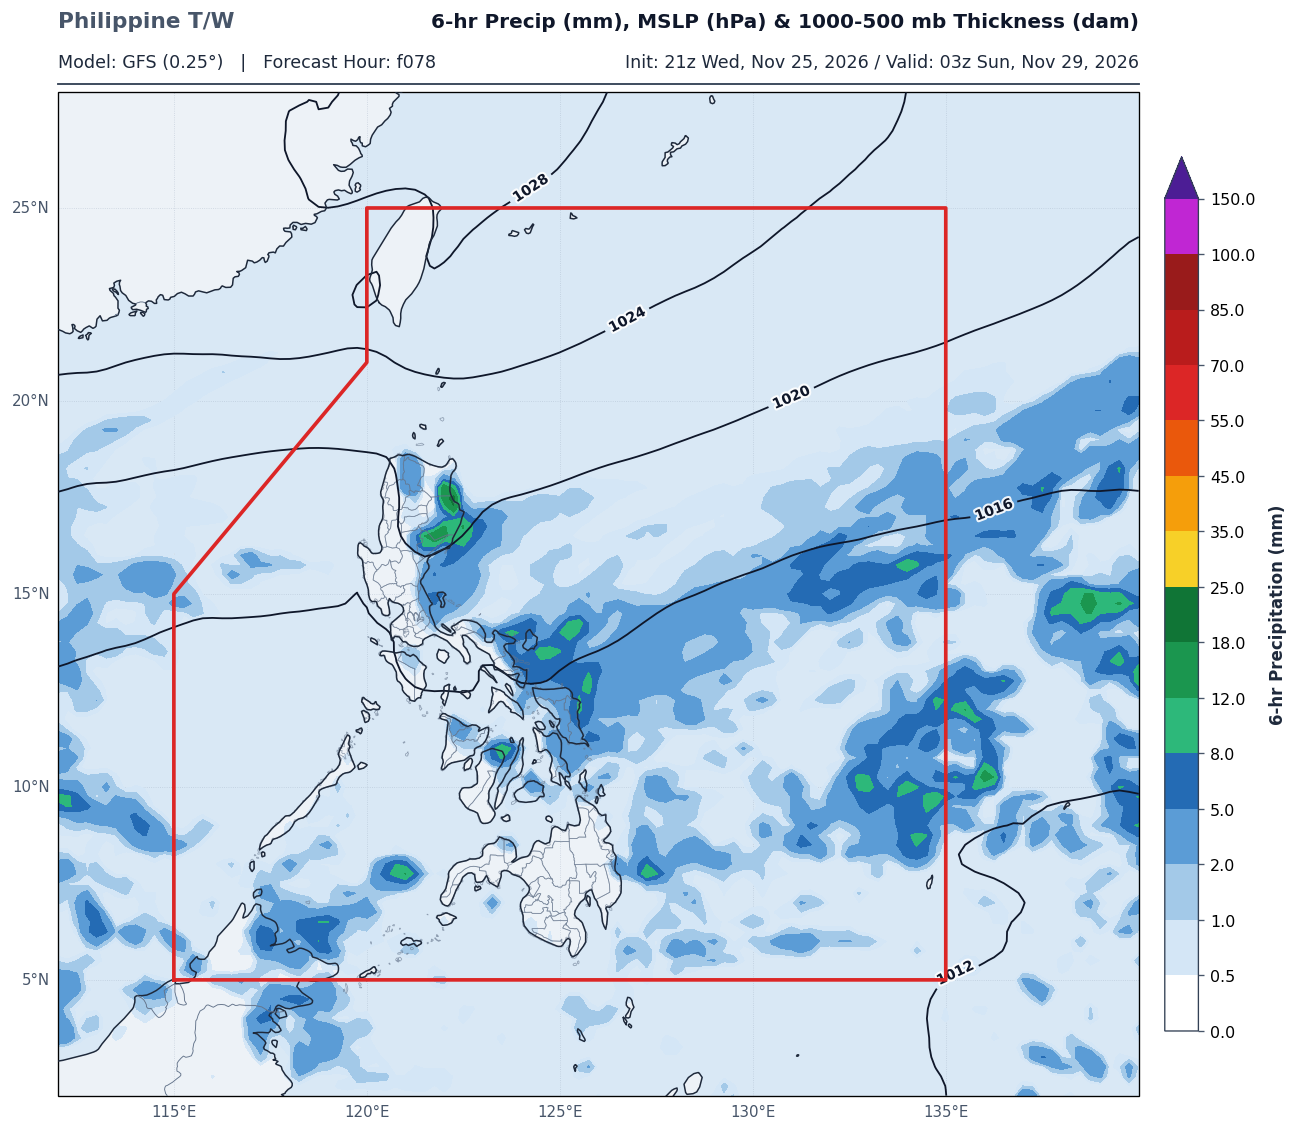 Philippine T/W
6-hr Precip (mm), MSLP (hPa) & 1000-500 mb Thickness (dam)
Model: GFS (0.25°)   |   Forecast Hour: f078
Init: 21z Wed, Nov 25, 2026 / Valid: 03z Sun, Nov 29, 2026
25°N
20°N
15°N
10°N
5°N
115°E
120°E
125°E
130°E
135°E
1028
1024
1020
1016
1012
150.0
100.0
85.0
70.0
55.0
45.0
35.0
25.0
18.0
12.0
8.0
5.0
2.0
1.0
0.5
0.0
6-hr Precipitation (mm)